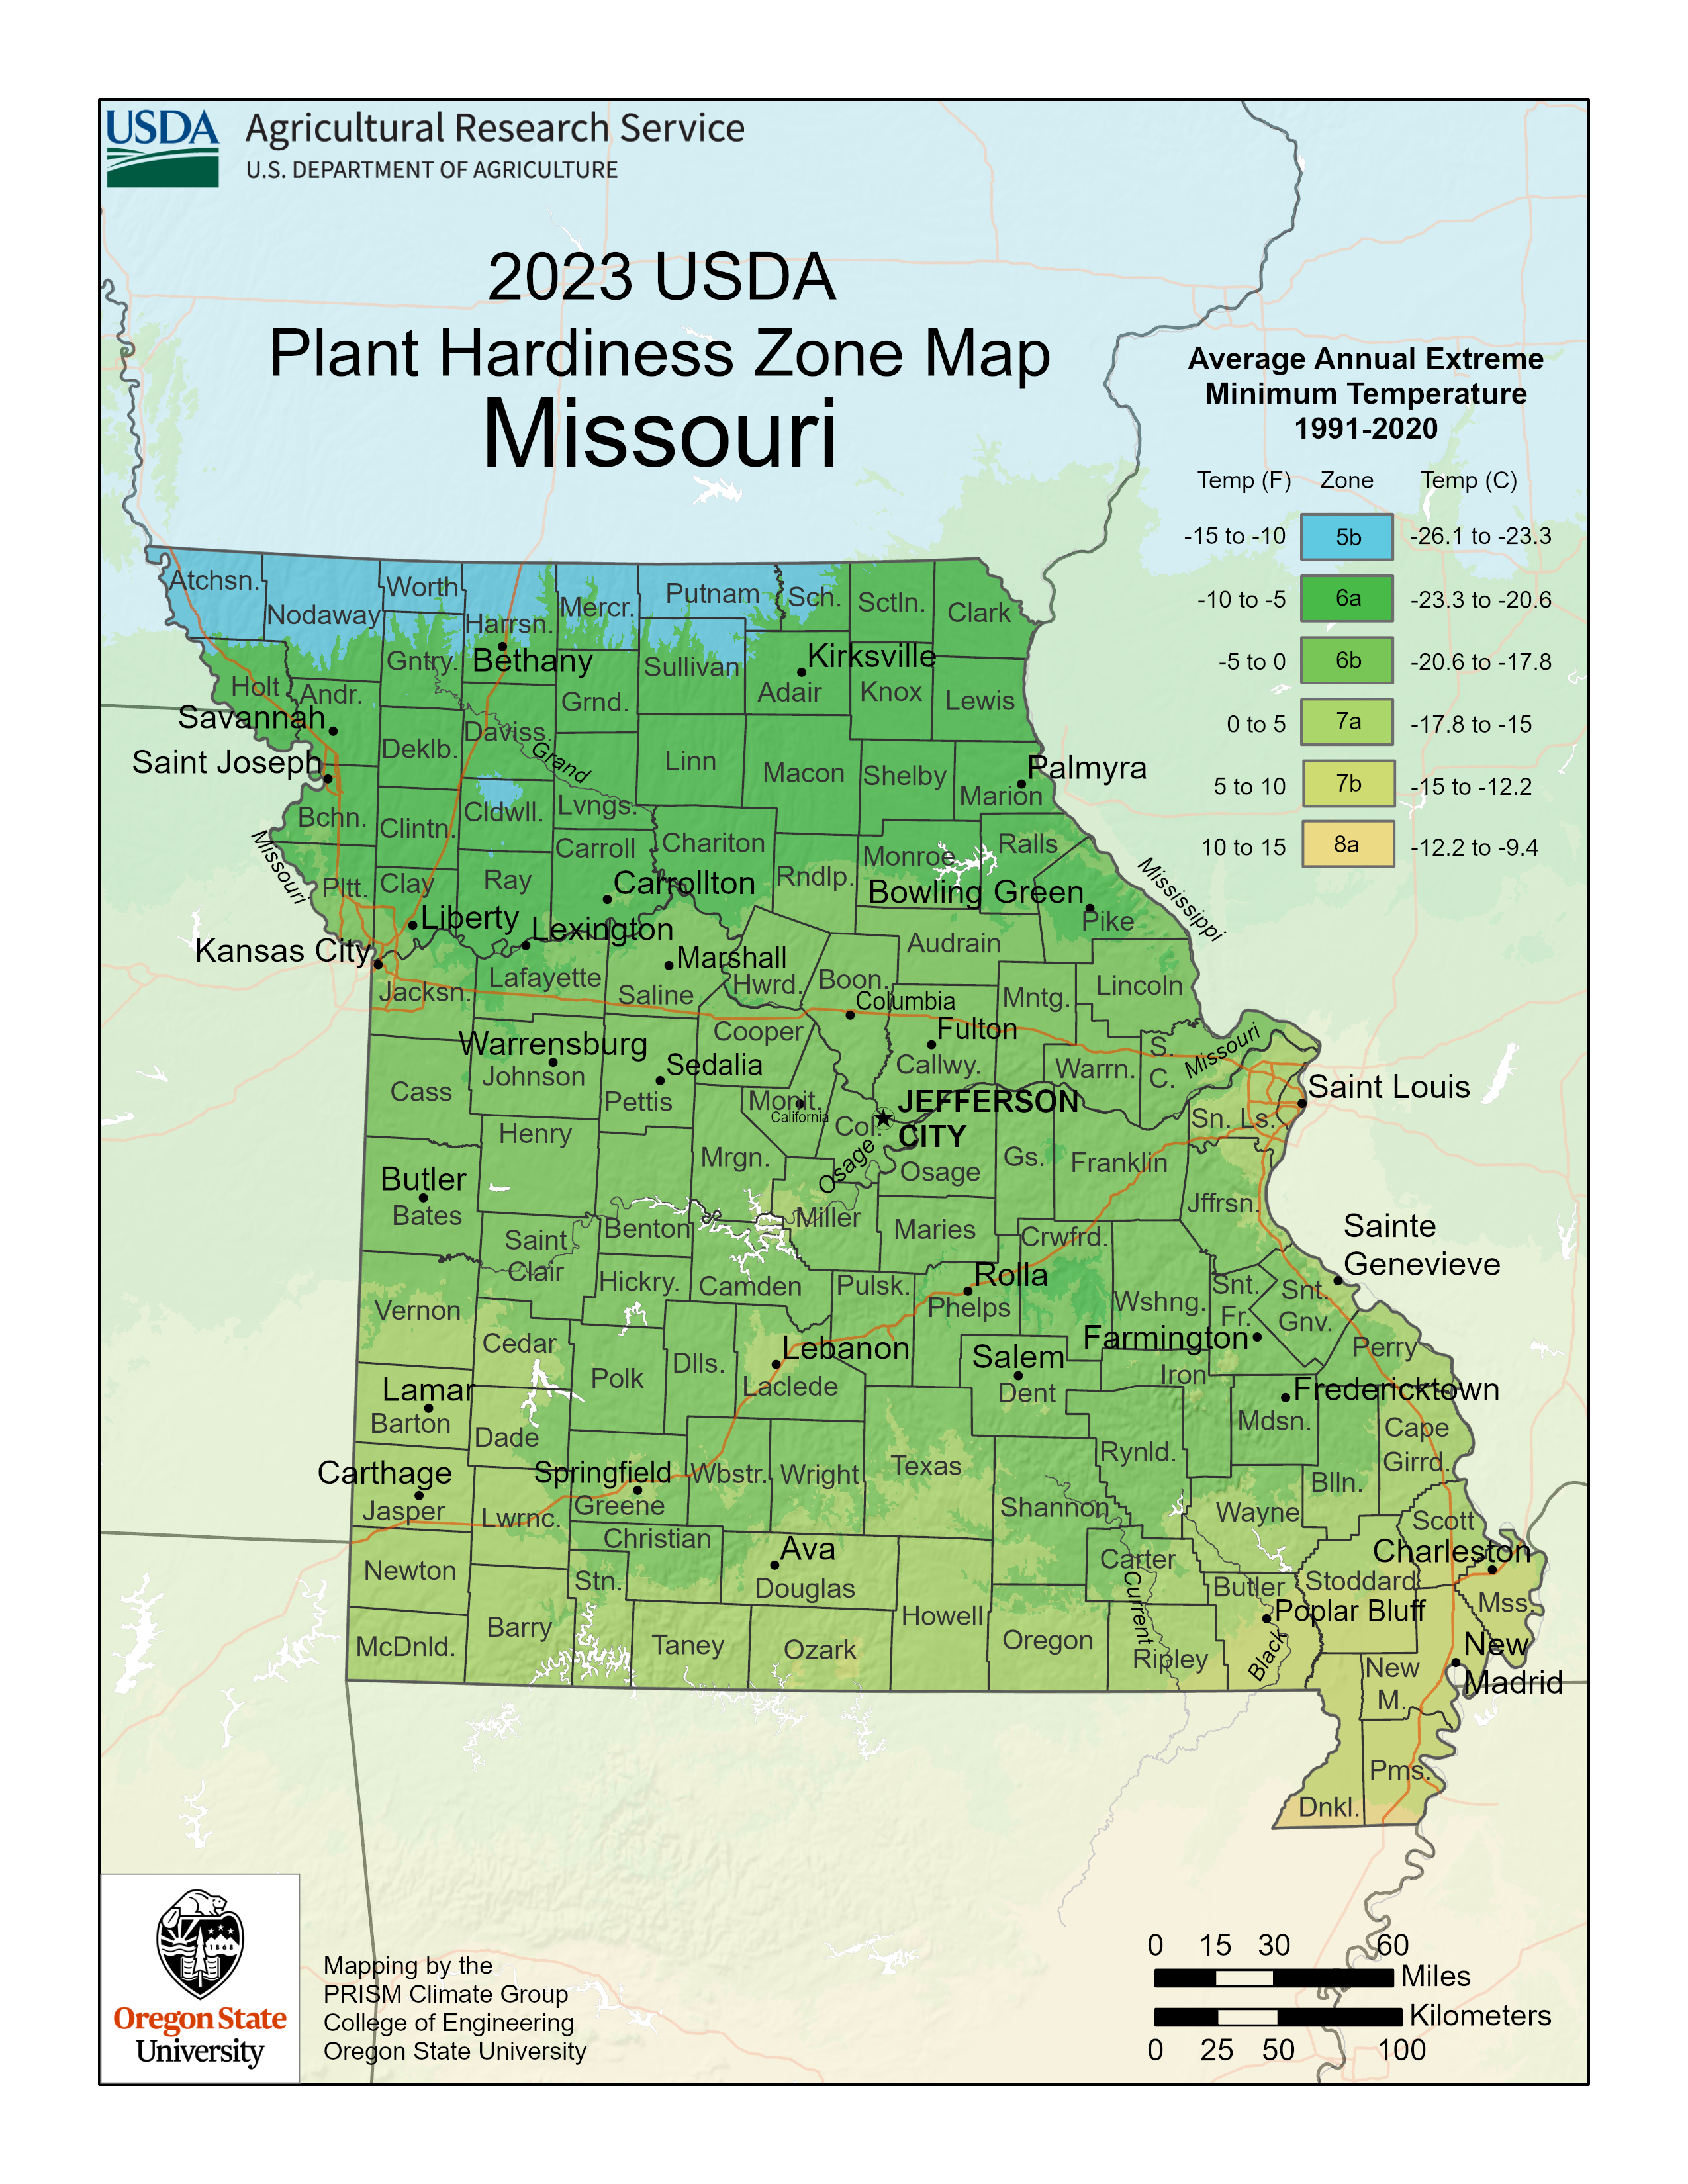 USDA
Agricultural Research Service
U.S. DEPARTMENT OF AGRICULTURE
2023 USDA
Plant Hardiness Zone Map
Missouri
Average Annual Extreme
Minimum Temperature
1991-2020
Temp (F) Zone Temp (C)
-15 to -10 5b -26.1 to -23.3
-10 to -5 6a -23.3 to -20.6
-5 to 0 6b -20.6 to -17.8
0 to 5 7a -17.8 to -15
5 to 10 7b -15 to -12.2
10 to 15 8a -12.2 to -9.4
Atchsn.
Nodaway
Worth
Harrsn.
Mercr.
Putnam
Sch.
Sctln.
Clark
Bethany
Gntry.
Sullivan
Kirksville
Adair
Knox
Lewis
Holt
Andr.
Grnd.
Savannah
Deklb.
Daviss.
Grand
Linn
Macon
Shelby
Saint Joseph
Palmyra
Marion
Bchn.
Clintn.
Cldwll.
Lvngs.
Carroll
Chariton
Monroe
Ralls
Missouri
Mississippi
Pltt.
Clay
Ray
Carrollton
Rndlp.
Bowling Green
Pike
Liberty
Lexington
Kansas City
Audrain
Marshall
Jacksn.
Lafayette
Saline
Hwrd.
Boon.
Columbia
Mntg.
Lincoln
Warrensburg
Johnson
Cooper
Fulton
Callwy.
Warrn.
S.
C.
Missouri
Sedalia
Saint Louis
Cass
Pettis
Monit.
California
JEFFERSON
CITY
Col.
Sn. Ls.
Henry
Mrgn.
Osage
Osage
Gs.
Franklin
Butler
Bates
Miller
Maries
Jffrsn.
Saint
Clair
Benton
Crwfrd.
Sainte
Genevieve
Hickry.
Camden
Pulsk.
Rolla
Phelps
Wshng.
Snt.
Fr.
Snt.
Gnv.
Vernon
Cedar
Polk
Dlls.
Lebanon
Laclede
Salem
Dent
Farmington
Iron
Perry
Lamar
Barton
Dade
Fredericktown
Mdsn.
Cape
Girrd.
Carthage
Jasper
Springfield
Greene
Wbstr.
Wright
Texas
Rynld.
Blln.
Lwrnc.
Christian
Shannon
Wayne
Scott
Charleston
Newton
Stn.
Ava
Douglas
Carter
Current
Butler
Stoddard
Mss.
Poplar Bluff
Howell
McDnld.
Barry
Taney
Ozark
Oregon
Ripley
Black
New
Madrid
New
M.
Pms.
Dnkl.
1868
Oregon State
University
Mapping by the
PRISM Climate Group
College of Engineering
Oregon State University
0 15 30 60
Miles
Kilometers
0 25 50 100